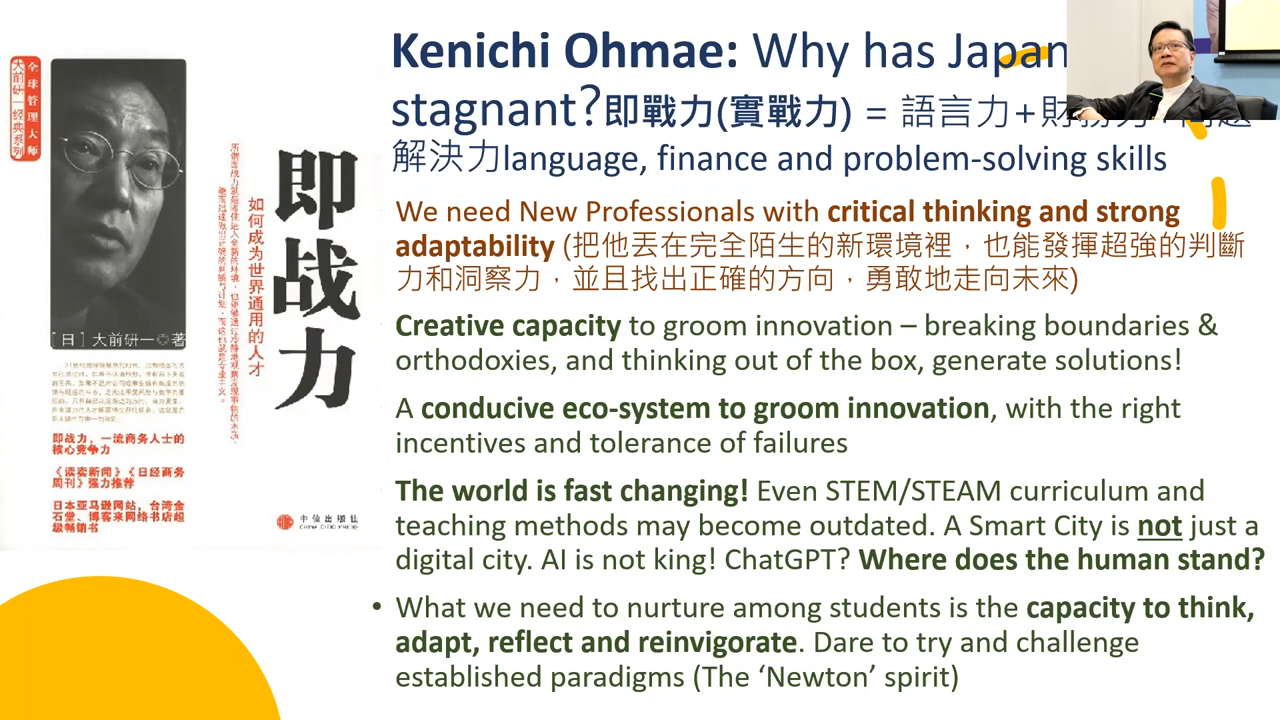 全球管理大师
大前研一经典系列
[日]大前研一◎著
即战力
如何成为世界通用的人才
即战力，一流商务人士的
核心竞争力
《读卖新闻》《日经商务
周刊》强力推荐
日本亚马逊网站，台湾金
石堂、博客来网络书店超
级畅销书
中信出版社
CHINA CITIC PRESS
Kenichi Ohmae: Why has Japan
stagnant?即戰力(實戰力) = 語言力+財
解決力language, finance and problem-solving skills
We need New Professionals with critical thinking and strong
adaptability (把他丟在完全陌生的新環境裡，也能發揮超強的判斷
力和洞察力，並且找出正確的方向，勇敢地走向未來)
Creative capacity to groom innovation – breaking boundaries &
orthodoxies, and thinking out of the box, generate solutions!
A conducive eco-system to groom innovation, with the right
incentives and tolerance of failures
The world is fast changing! Even STEM/STEAM curriculum and
teaching methods may become outdated. A Smart City is not just a
digital city. AI is not king! ChatGPT? Where does the human stand?
• What we need to nurture among students is the capacity to think,
adapt, reflect and reinvigorate. Dare to try and challenge
established paradigms (The ‘Newton’ spirit)